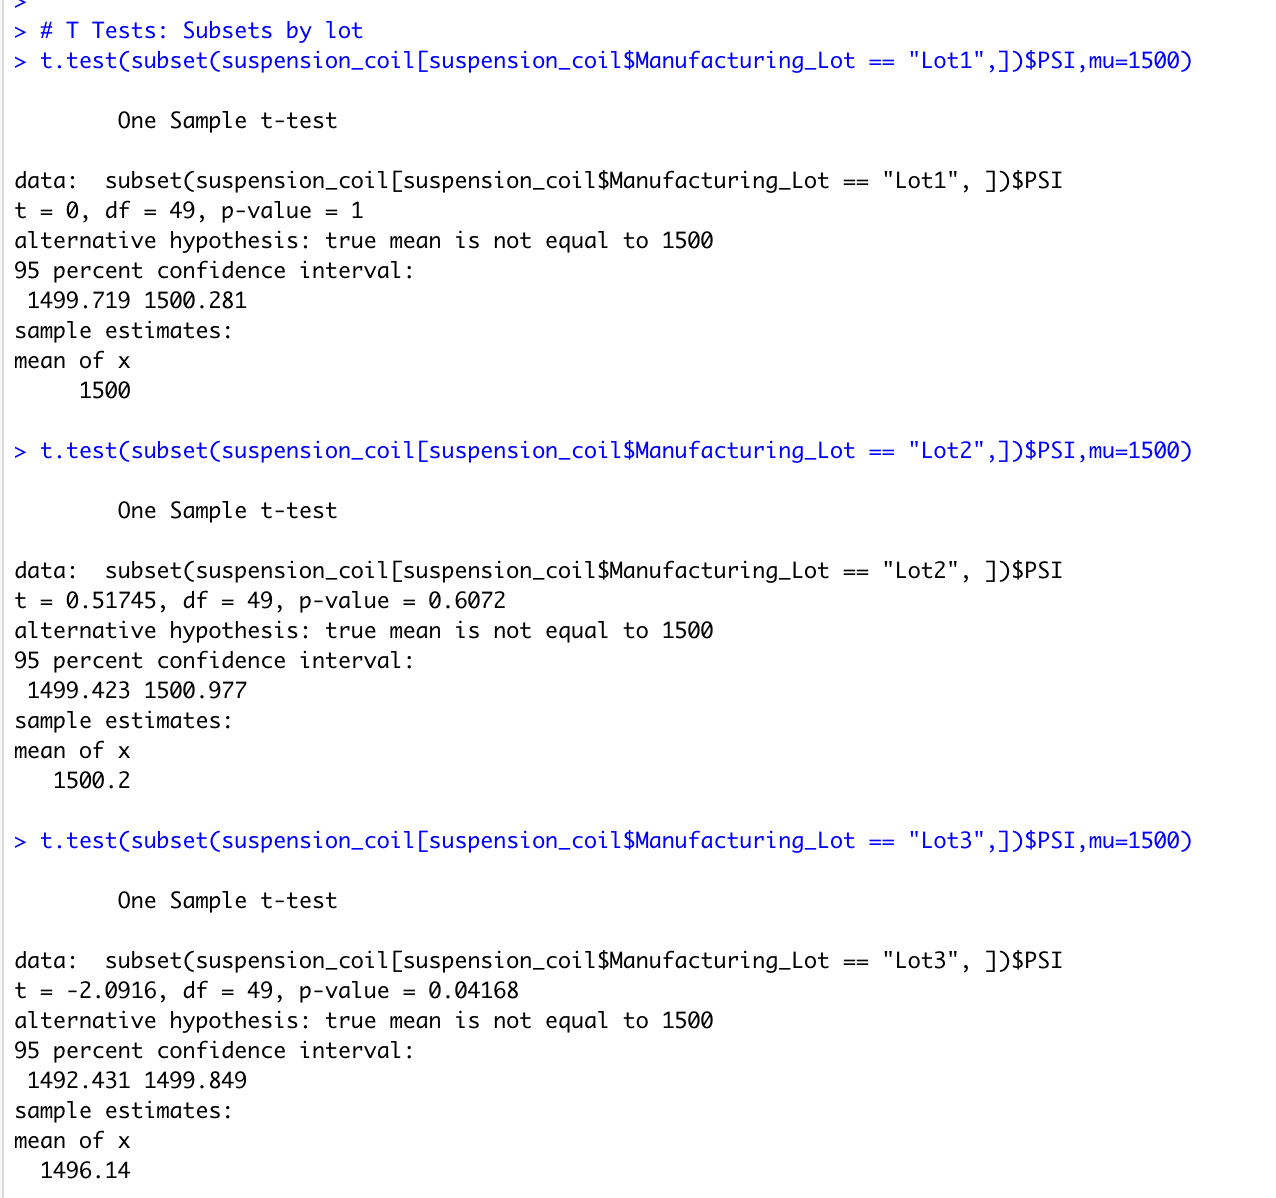 >
> # T Tests: Subsets by lot
> t.test(subset(suspension_coil[suspension_coil$Manufacturing_Lot == "Lot1",])$PSI,mu=1500)
One Sample t-test
data:  subset(suspension_coil[suspension_coil$Manufacturing_Lot == "Lot1", ])$PSI
t = 0, df = 49, p-value = 1
alternative hypothesis: true mean is not equal to 1500
95 percent confidence interval:
1499.719 1500.281
sample estimates:
mean of x
1500
> t.test(subset(suspension_coil[suspension_coil$Manufacturing_Lot == "Lot2",])$PSI,mu=1500)
One Sample t-test
data:  subset(suspension_coil[suspension_coil$Manufacturing_Lot == "Lot2", ])$PSI
t = 0.51745, df = 49, p-value = 0.6072
alternative hypothesis: true mean is not equal to 1500
95 percent confidence interval:
1499.423 1500.977
sample estimates:
mean of x
1500.2
> t.test(subset(suspension_coil[suspension_coil$Manufacturing_Lot == "Lot3",])$PSI,mu=1500)
One Sample t-test
data:  subset(suspension_coil[suspension_coil$Manufacturing_Lot == "Lot3", ])$PSI
t = -2.0916, df = 49, p-value = 0.04168
alternative hypothesis: true mean is not equal to 1500
95 percent confidence interval:
1492.431 1499.849
sample estimates:
mean of x
1496.14